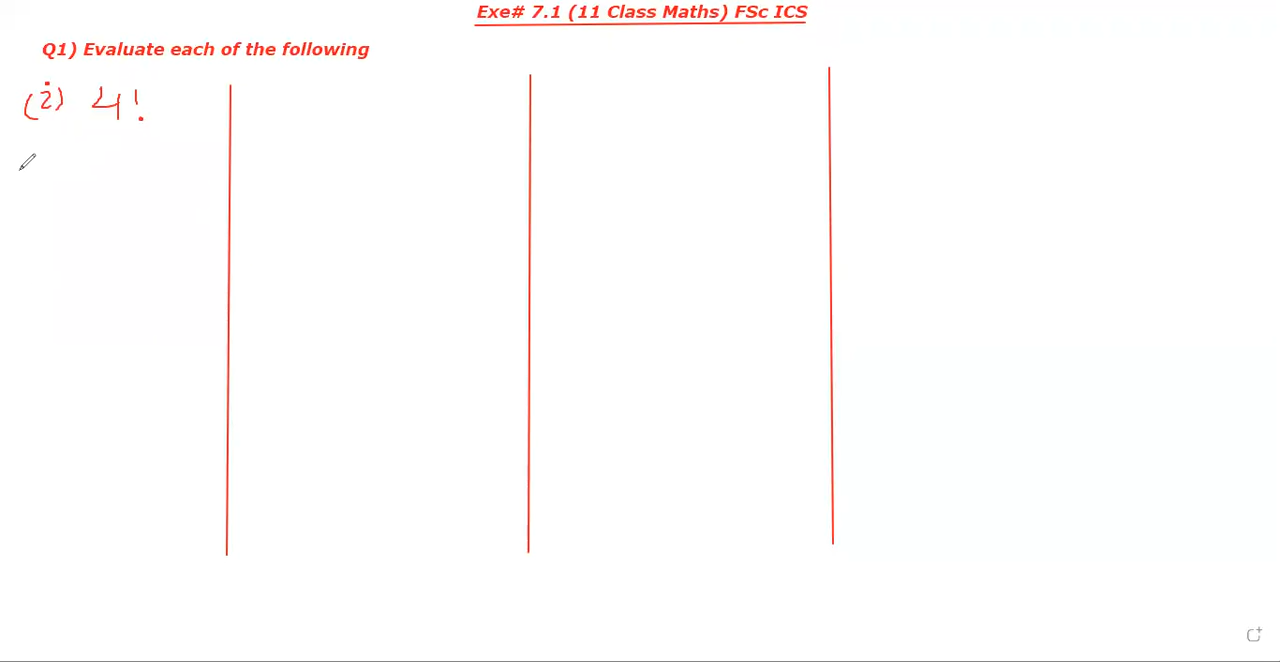 Exe# 7.1 (11 Class Maths) FSc ICS
Q1) Evaluate each of the following
(i) 4!